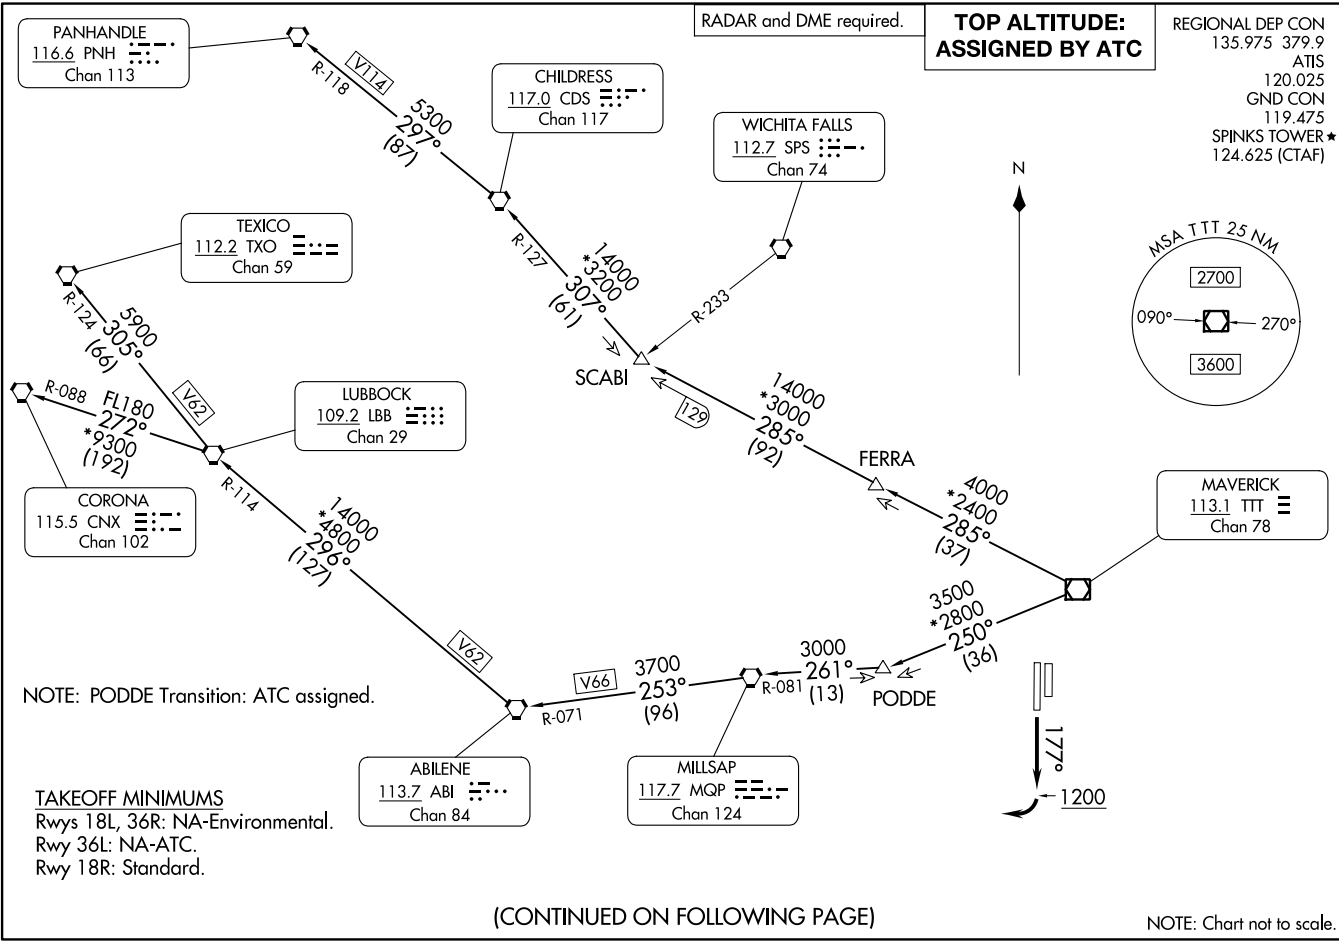 RADAR and DME required.
TOP ALTITUDE:
ASSIGNED BY ATC
REGIONAL DEP CON
135.975 379.9
ATIS
120.025
GND CON
119.475
SPINKS TOWER★
124.625 (CTAF)
PANHANDLE
116.6 PNH
Chan 113
R-118
V114
5300
297°
(87)
CHILDRESS
117.0 CDS
Chan 117
WICHITA FALLS
112.7 SPS
Chan 74
R-233
N
MSA TTT 25 NM
2700
090°
270°
3600
R-127
14000
*3200
307°
(61)
SCABI
129
14000
*3000
285°
(92)
FERRA
4000
*2400
285°
(37)
MAVERICK
113.1 TTT
Chan 78
TEXICO
112.2 TXO
Chan 59
R-124
5900
305°
(66)
V62
R-088
FL180
272°
*9300
(192)
LUBBOCK
109.2 LBB
Chan 29
CORONA
115.5 CNX
Chan 102
R-114
14000
*4800
296°
(127)
V62
3500
*2800
250°
(36)
PODDE
3000
261°
(13)
R-081
V66
3700
253°
(96)
R-071
NOTE: PODDE Transition: ATC assigned.
ABILENE
113.7 ABI
Chan 84
MILLSAP
117.7 MQP
Chan 124
177°
1200
TAKEOFF MINIMUMS
Rwys 18L, 36R: NA-Environmental.
Rwy 36L: NA-ATC.
Rwy 18R: Standard.
(CONTINUED ON FOLLOWING PAGE)
NOTE: Chart not to scale.